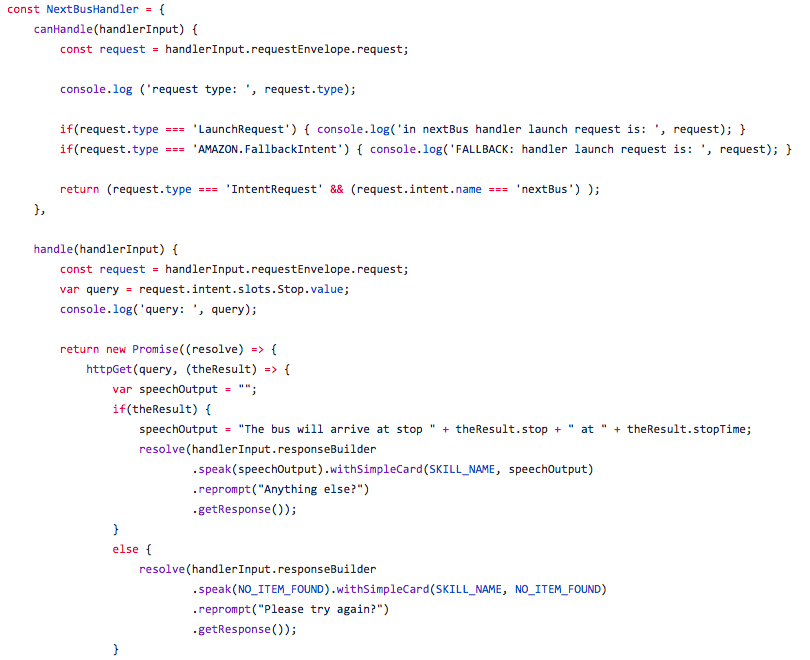 const NextBusHandler = {
    canHandle(handlerInput) {
        const request = handlerInput.requestEnvelope.request;

        console.log ('request type: ', request.type);

        if(request.type === 'LaunchRequest') { console.log('in nextBus handler launch request is: ', request); }
        if(request.type === 'AMAZON.FallbackIntent') { console.log('FALLBACK: handler launch request is: ', request); }

        return (request.type === 'IntentRequest' && (request.intent.name === 'nextBus') );
    },

    handle(handlerInput) {
        const request = handlerInput.requestEnvelope.request;
        var query = request.intent.slots.Stop.value;
        console.log('query: ', query);

        return new Promise((resolve) => {
            httpGet(query, (theResult) => {
                var speechOutput = "";
                if(theResult) {
                    speechOutput = "The bus will arrive at stop " + theResult.stop + " at " + theResult.stopTime;
                    resolve(handlerInput.responseBuilder
                            .speak(speechOutput).withSimpleCard(SKILL_NAME, speechOutput)
                            .reprompt("Anything else?")
                            .getResponse());
                }
                else {
                    resolve(handlerInput.responseBuilder
                            .speak(NO_ITEM_FOUND).withSimpleCard(SKILL_NAME, NO_ITEM_FOUND)
                            .reprompt("Please try again?")
                            .getResponse());
                }